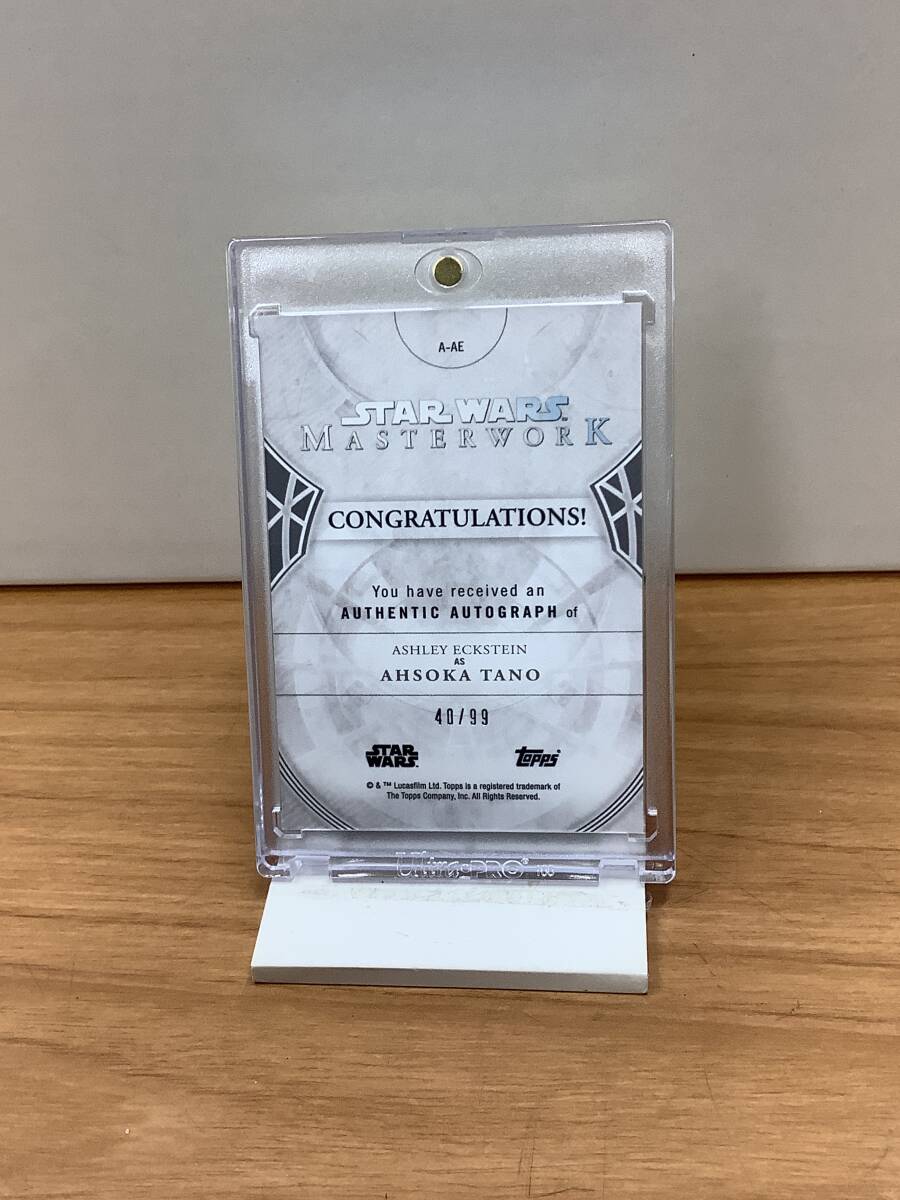 A-AE
STAR WARS™
MASTERWORK
CONGRATULATIONS!
You have received an
AUTHENTIC AUTOGRAPH of
ASHLEY ECKSTEIN
AS
AHSOKA TANO
40/99
STAR WARS
Topps®
© & ™ Lucasfilm Ltd. Topps is a registered trademark of
The Topps Company, Inc. All Rights Reserved.
Ultra•PRO®